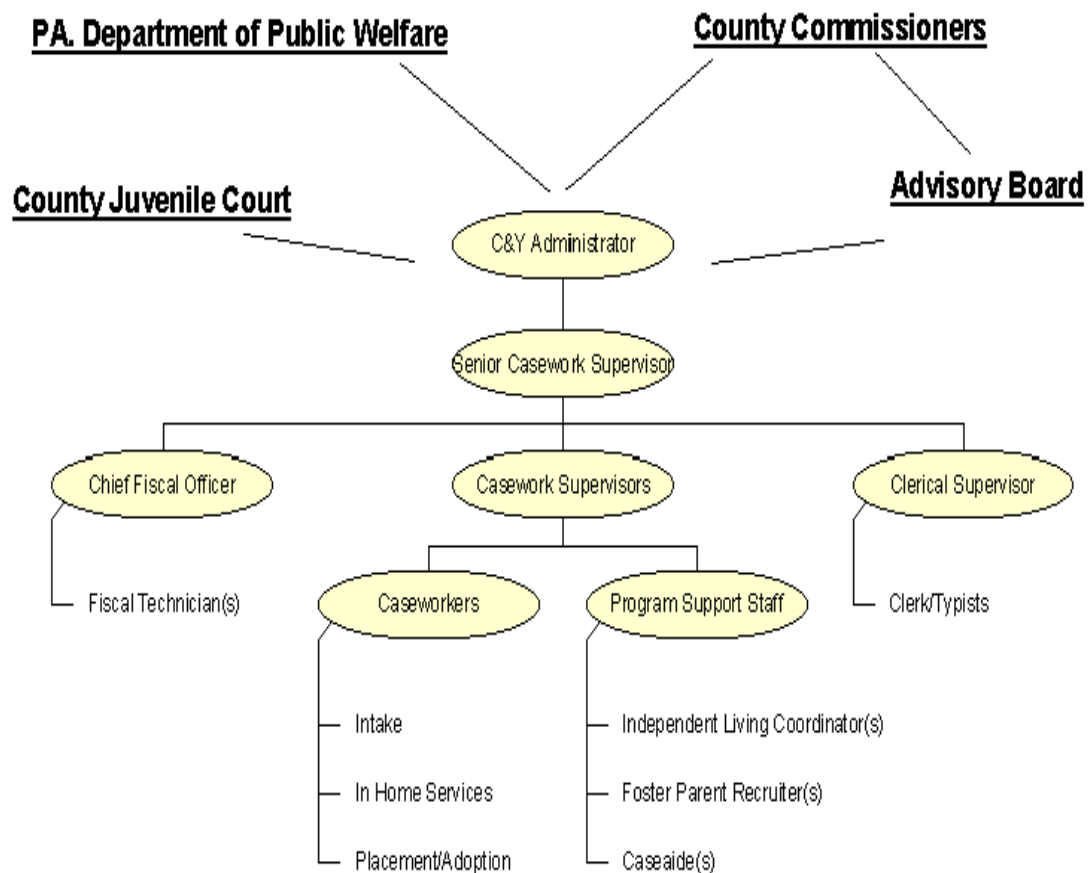 PA. Department of Public Welfare
County Commissioners
County Juvenile Court
Advisory Board
C&Y Administrator
Senior Casework Supervisor
Chief Fiscal Officer
Casework Supervisors
Clerical Supervisor
Fiscal Technician(s)
Caseworkers
Program Support Staff
Clerk/Typists
Intake
Independent Living Coordinator(s)
In Home Services
Foster Parent Recruiter(s)
Placement/Adoption
Caseaide(s)